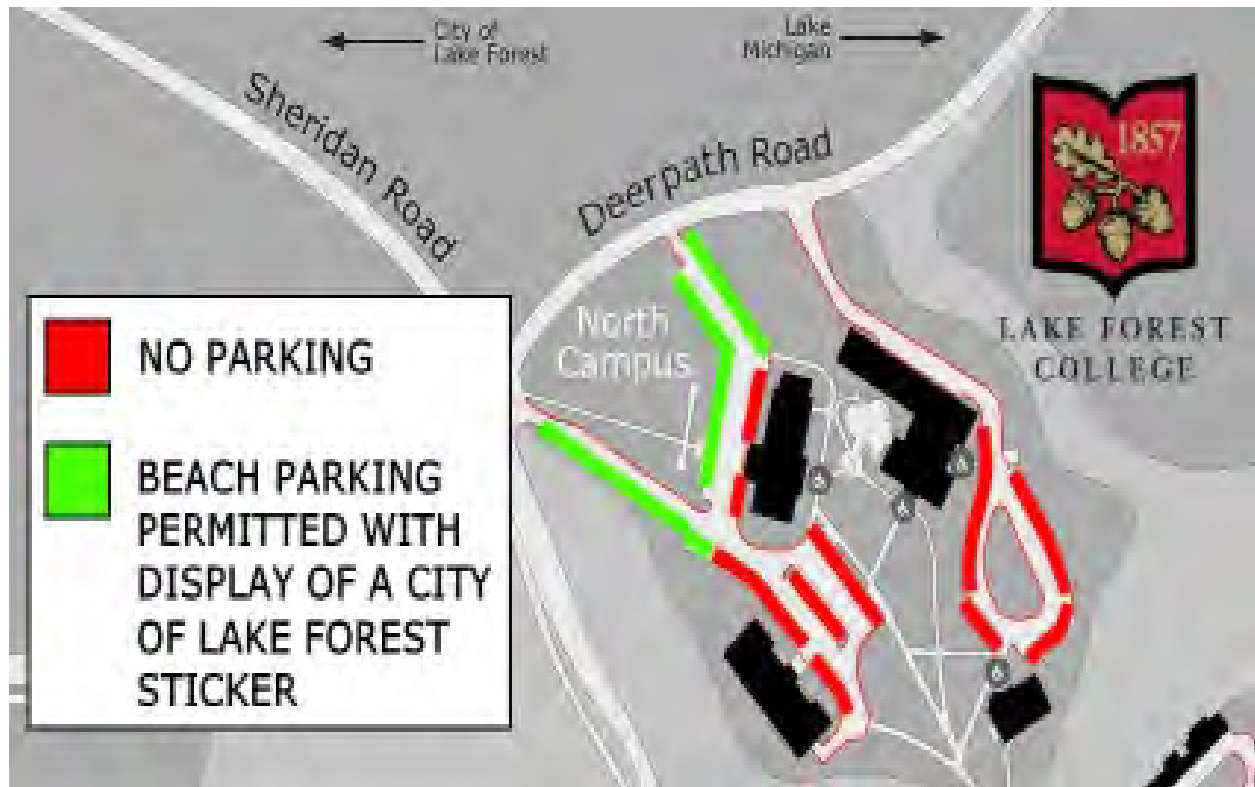 City of
Lake Forest
Lake
Michigan
Sheridan Road
Deerpath Road
1857
LAKE FOREST
COLLEGE
North
Campus
NO PARKING
BEACH PARKING
PERMITTED WITH
DISPLAY OF A CITY
OF LAKE FOREST
STICKER